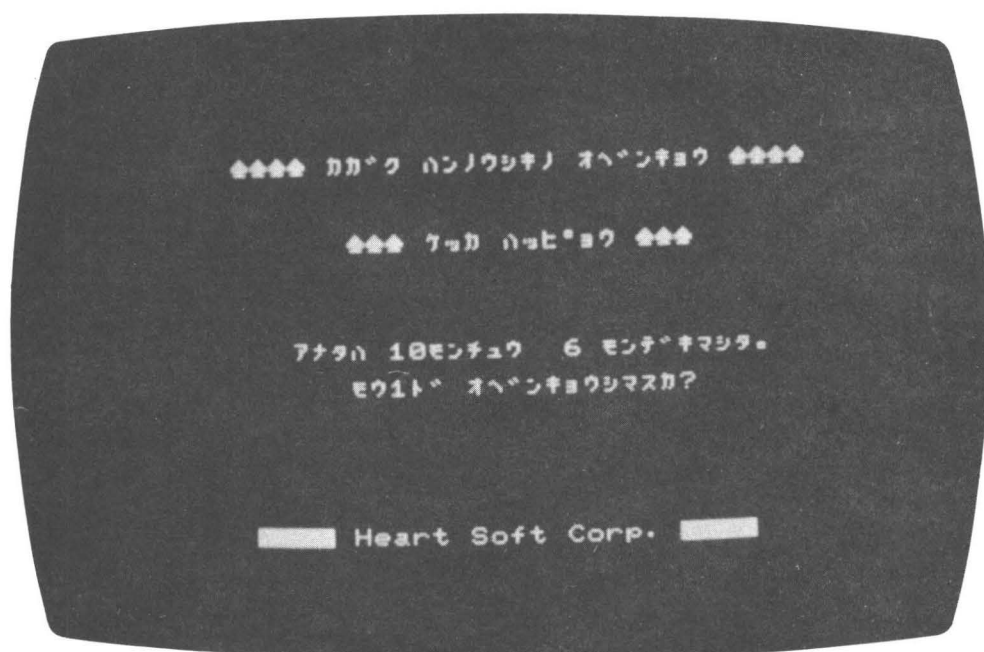 ♠♠♠♠ カガク ハンノウシキノ オベンキョウ ♠♠♠♠
♠♠♠ ケッカ ハッピョウ ♠♠♠
アナタハ 10モンチュウ 6 モンデキマシタ。
モウ1ド オベンキョウシマスカ?
Heart Soft Corp.